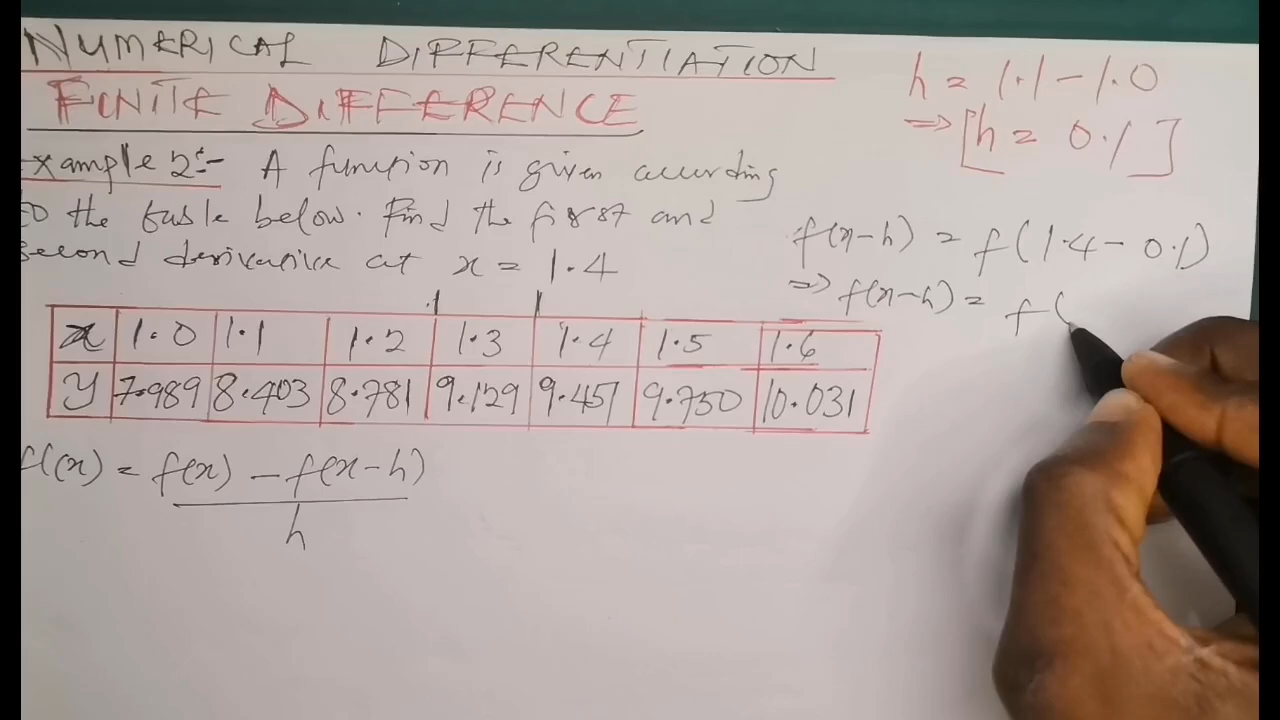 NUMERICAL DIFFERENTIATION
FINITE DIFFERENCE
xample 2:- A function is given according
to the table below. Find the first and
second derivative at x = 1.4
x 1.0 1.1 1.2 1.3 1.4 1.5 1.6
y 7.989 8.403 8.781 9.129 9.451 9.750 10.031
f'(x) = f(x) - f(x-h)
h
h = 1.1 - 1.0
=> [h = 0.1]
f(x-h) = f(1.4 - 0.1)
=> f(x-h) = f(